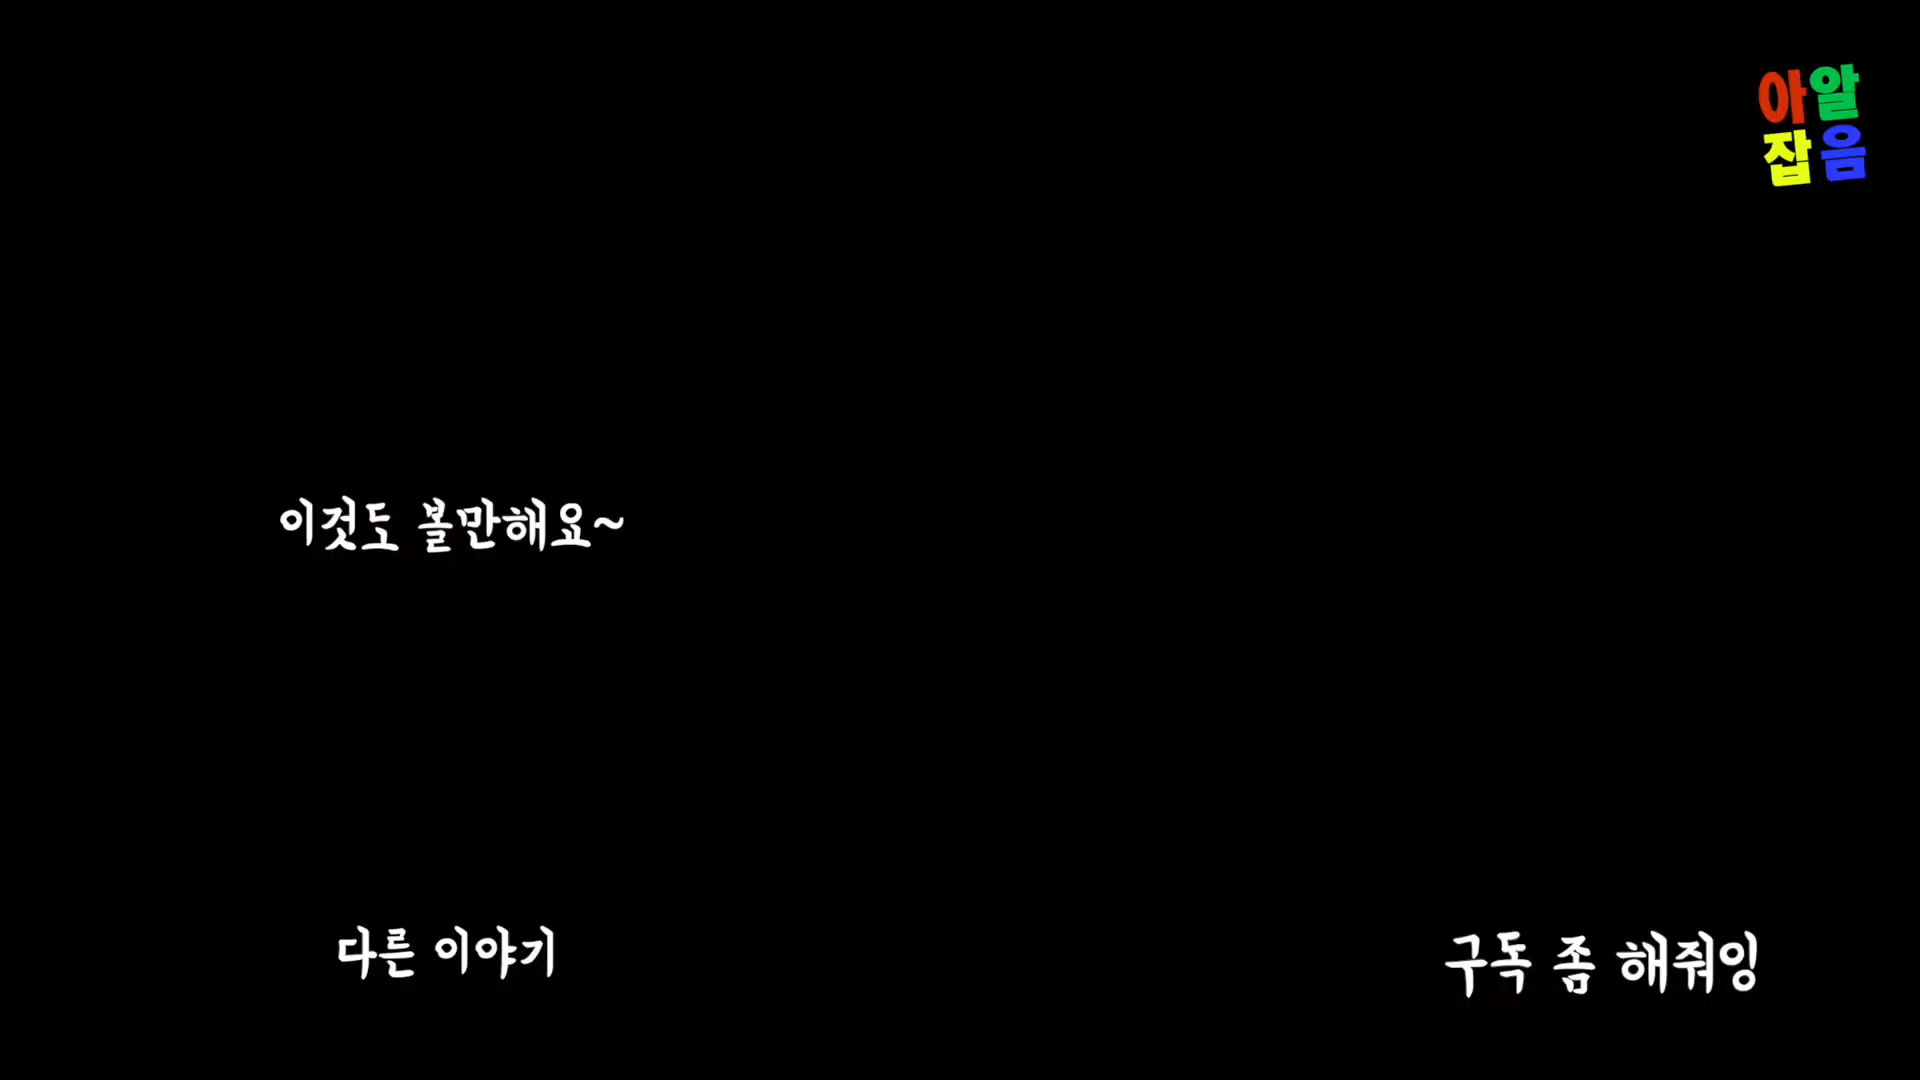 아알
잡음
이것도 볼만해요~
다른 이야기
구독 좀 해줘잉